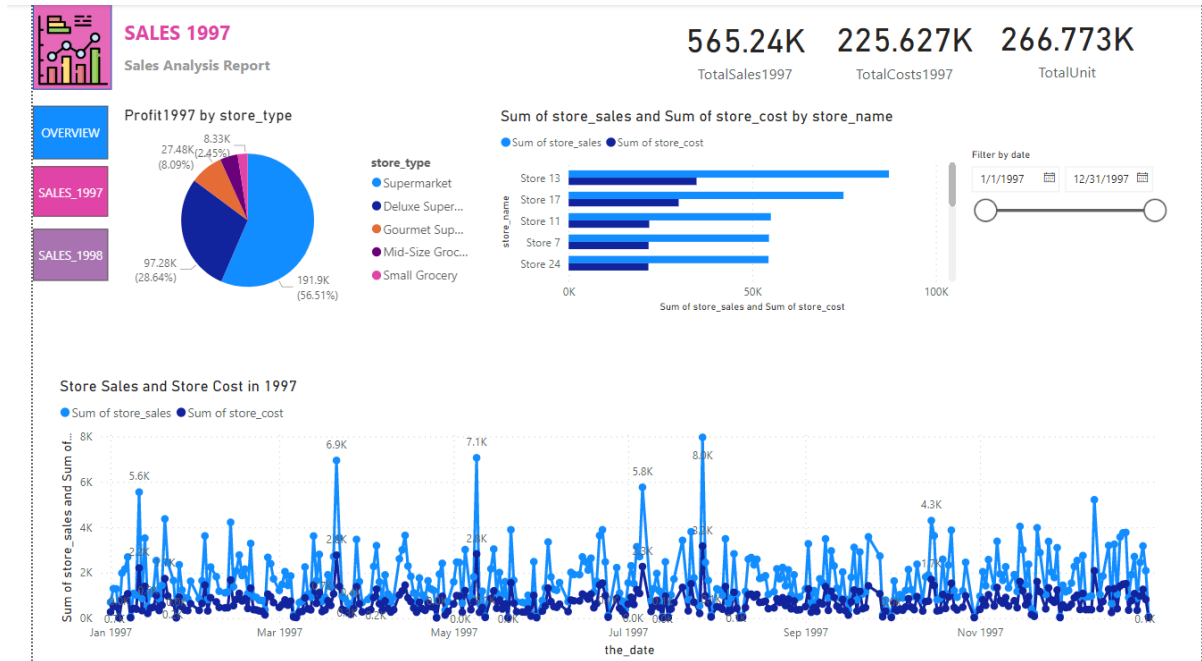 SALES 1997
Sales Analysis Report
565.24K
TotalSales1997
225.627K
TotalCosts1997
266.773K
TotalUnit
OVERVIEW
SALES_1997
SALES_1998
Profit1997 by store_type
8.33K
(2.45%)
27.48K
(8.09%)
97.28K
(28.64%)
191.9K
(56.51%)
store_type
Supermarket
Deluxe Super...
Gourmet Sup...
Mid-Size Groc...
Small Grocery
Sum of store_sales and Sum of store_cost by store_name
Sum of store_sales Sum of store_cost
store_name
Store 13
Store 17
Store 11
Store 7
Store 24
0K 50K 100K
Sum of store_sales and Sum of store_cost
Filter by date
1/1/1997 12/31/1997
Store Sales and Store Cost in 1997
Sum of store_sales Sum of store_cost
Sum of store_sales and Sum of...
8K
6K
4K
2K
0K
5.6K
6.9K
7.1K
5.8K
8.0K
4.3K
Jan 1997 Mar 1997 May 1997 Jul 1997 Sep 1997 Nov 1997
the_date